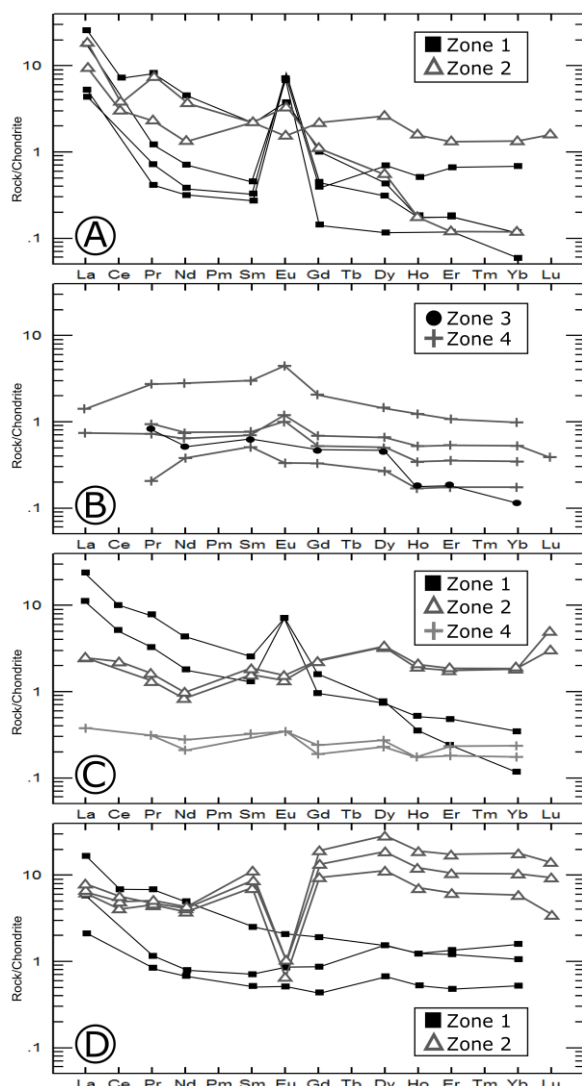 10
1
.1
Rock/Chondrite
Zone 1
Zone 2
A
La Ce Pr Nd Pm Sm Eu Gd Tb Dy Ho Er Tm Yb Lu
10
1
.1
Rock/Chondrite
Zone 3
Zone 4
B
La Ce Pr Nd Pm Sm Eu Gd Tb Dy Ho Er Tm Yb Lu
10
1
.1
Rock/Chondrite
Zone 1
Zone 2
Zone 4
C
La Ce Pr Nd Pm Sm Eu Gd Tb Dy Ho Er Tm Yb Lu
10
1
.1
Rock/Chondrite
Zone 1
Zone 2
D
La Ce Pr Nd Pm Sm Eu Gd Tb Dy Ho Er Tm Yb Lu